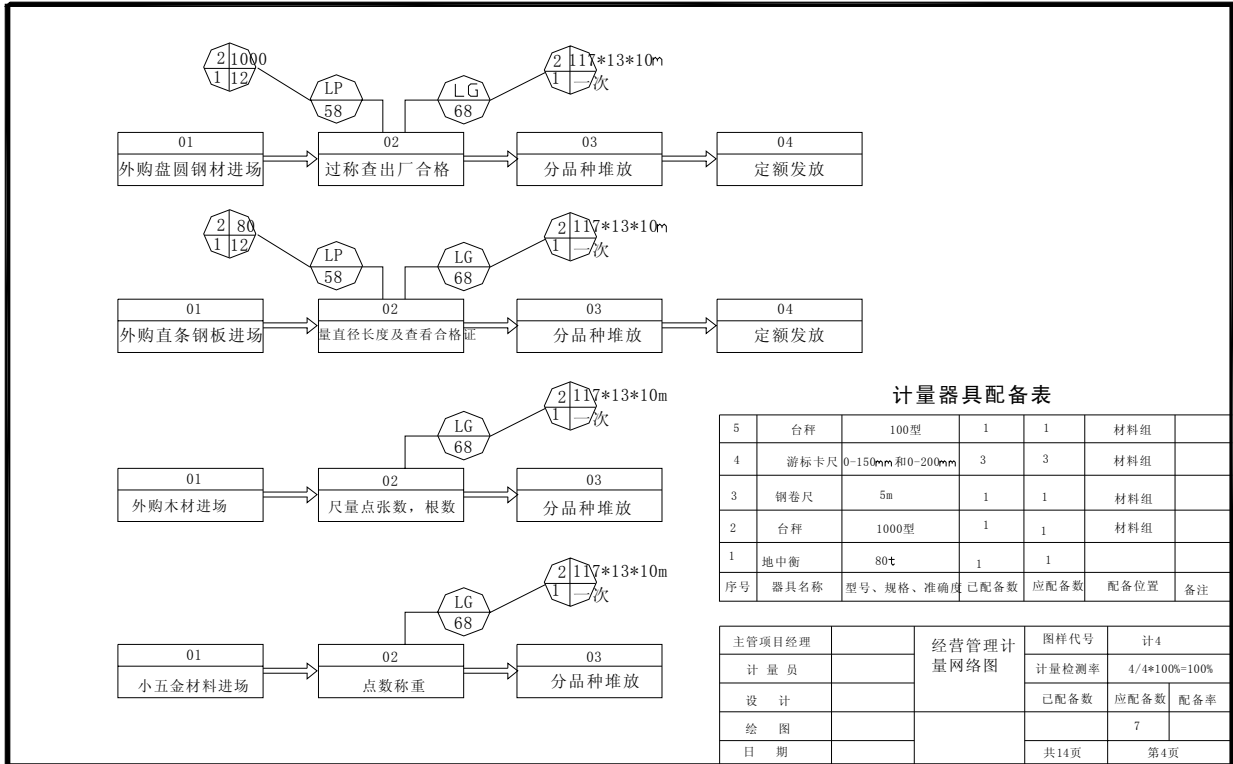 2 1000
1 12
LP
58
LG
68
2 117*13*10m
1 一次
01 02 03 04
外购盘圆钢材进场 过称查出厂合格 分品种堆放 定额发放
2 80
1 12
LP
58
LG
68
2 117*13*10m
1 一次
01 02 03 04
外购直条钢板进场 量直径长度及查看合格证 分品种堆放 定额发放
LG
68
2 117*13*10m
1 一次
01 02 03
外购木材进场 尺量点张数，根数 分品种堆放
LG
68
2 117*13*10m
1 一次
01 02 03
小五金材料进场 点数称重 分品种堆放
计量器具配备表
5 台秤 100型 1 1 材料组
4 游标卡尺 0-150mm和0-200mm 3 3 材料组
3 钢卷尺 5m 1 1 材料组
2 台秤 1000型 1 1 材料组
1 地中衡 80t 1 1
序号 器具名称 型号、规格、准确度 已配备数 应配备数 配备位置 备注
主管项目经理 经营管理计量网络图 图样代号 计4
计 量 员 计量检测率 4/4*100%=100%
设 计 已配备数 应配备数 配备率
绘 图 7
日 期 共14页 第4页